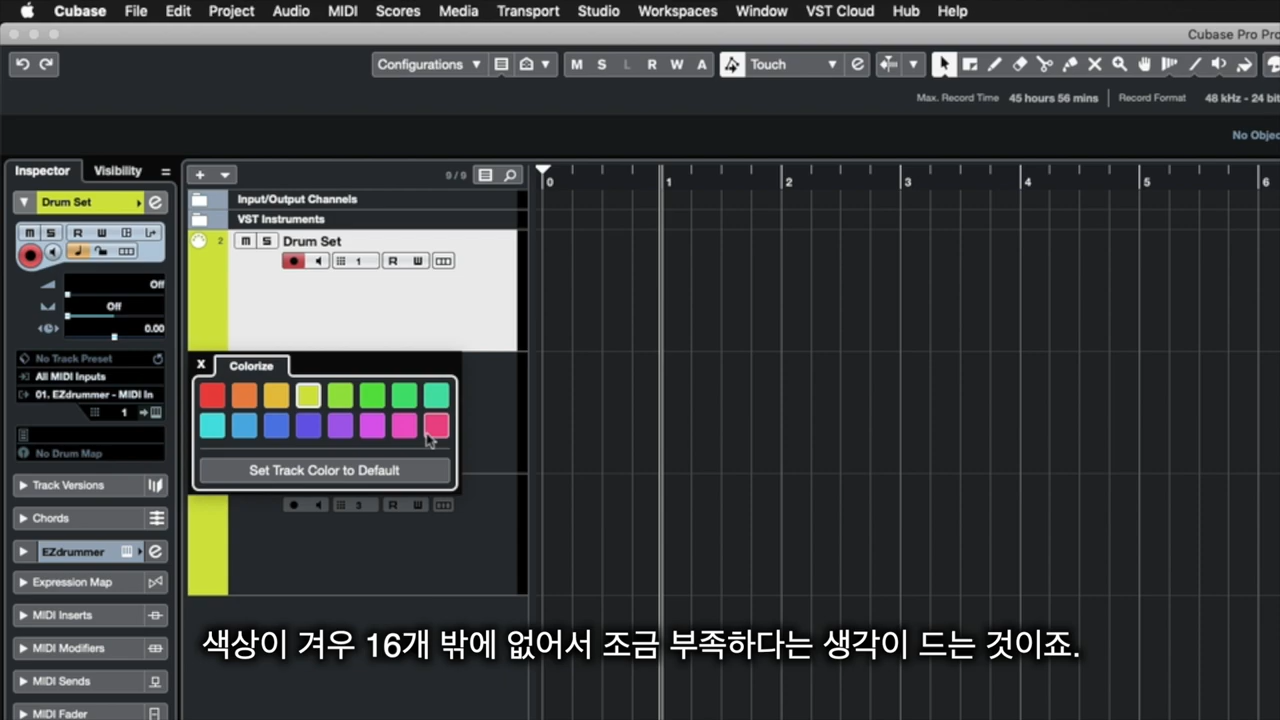 Cubase File Edit Project Audio MIDI Scores Media Transport Studio Workspaces Window VST Cloud Hub Help
Cubase Pro Pro
Configurations M S L R W A Touch
Max. Record Time 45 hours 56 mins Record Format 48 kHz - 24 bit
No Objec
Inspector Visibility
9 / 9
0 1 2 3 4 5 6
Drum Set
Input/Output Channels
VST Instruments
M S R W
2 M S Drum Set
1 R W
Off
Off
0.00
No Track Preset
All MIDI Inputs
01. EZdrummer - MIDI In
1
No Drum Map
X Colorize
Set Track Color to Default
3 R W
Track Versions
Chords
EZdrummer
Expression Map
MIDI Inserts
MIDI Modifiers
MIDI Sends
MIDI Fader
색상이 겨우 16개 밖에 없어서 조금 부족하다는 생각이 드는 것이죠.